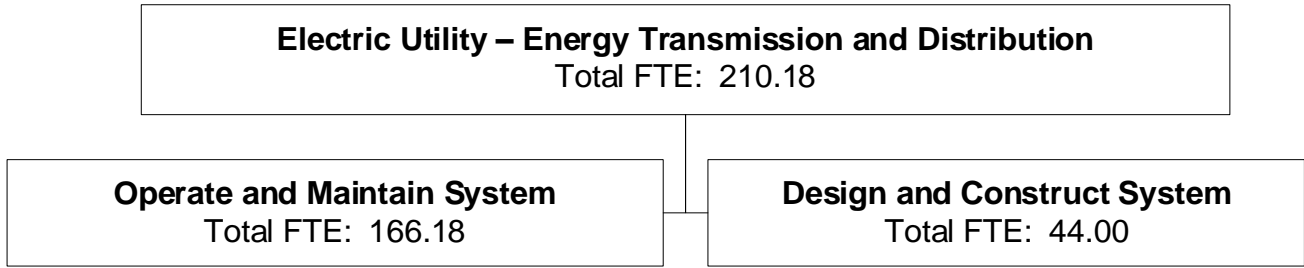 Electric Utility – Energy Transmission and Distribution
Total FTE:  210.18
Operate and Maintain System
Total FTE:  166.18
Design and Construct System
Total FTE:  44.00